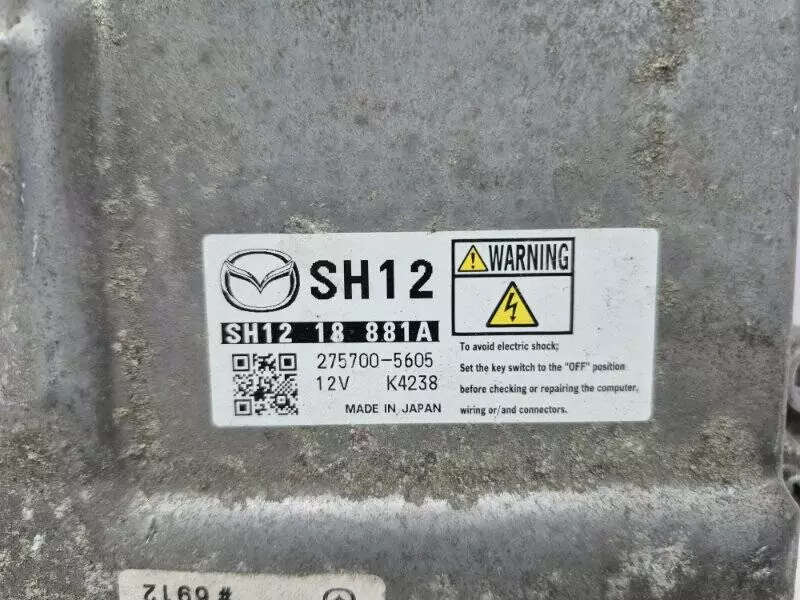 SH12
SH12 18 881A
275700-5605
12V K4238
MADE IN JAPAN
WARNING
To avoid electric shock;
Set the key switch to the "OFF" position
before checking or repairing the computer,
wiring or/and connectors.
# 6912